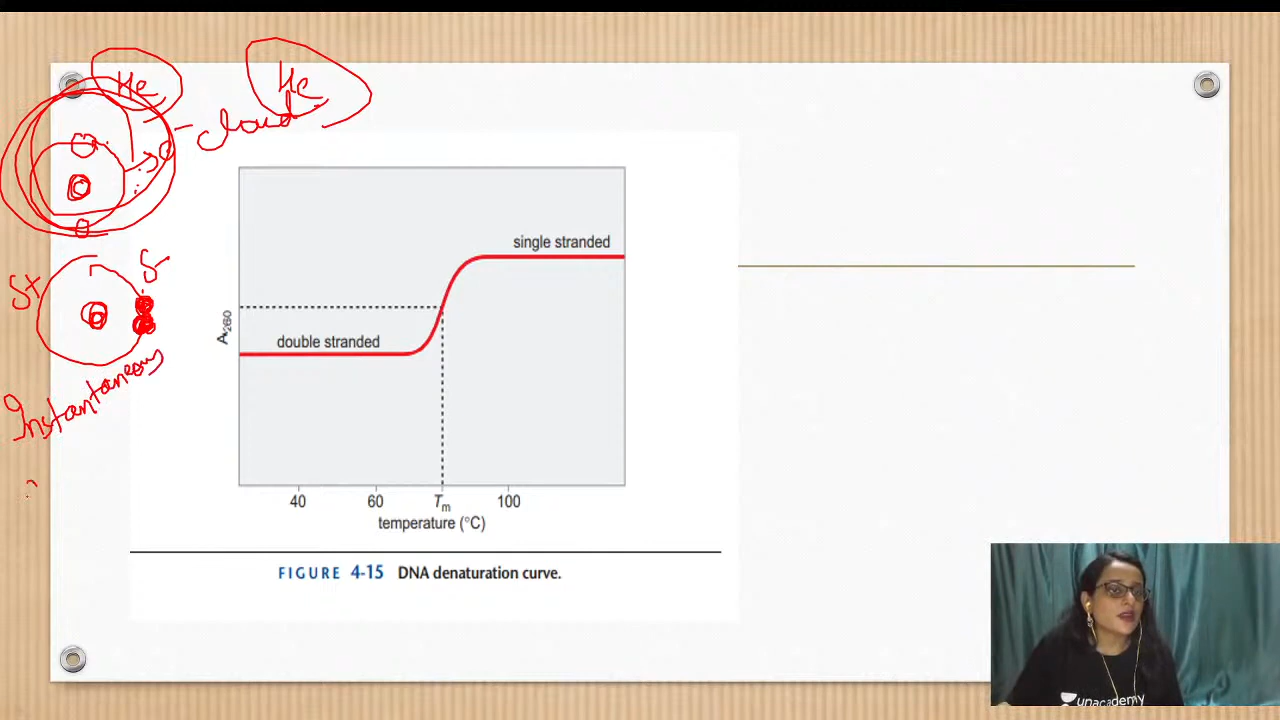 He
He
e⁻ cloud
single stranded
A260
double stranded
δ+
δ-
Instantaneous
40 60 Tm 100
temperature (°C)
FIGURE 4-15 DNA denaturation curve.
unacademy